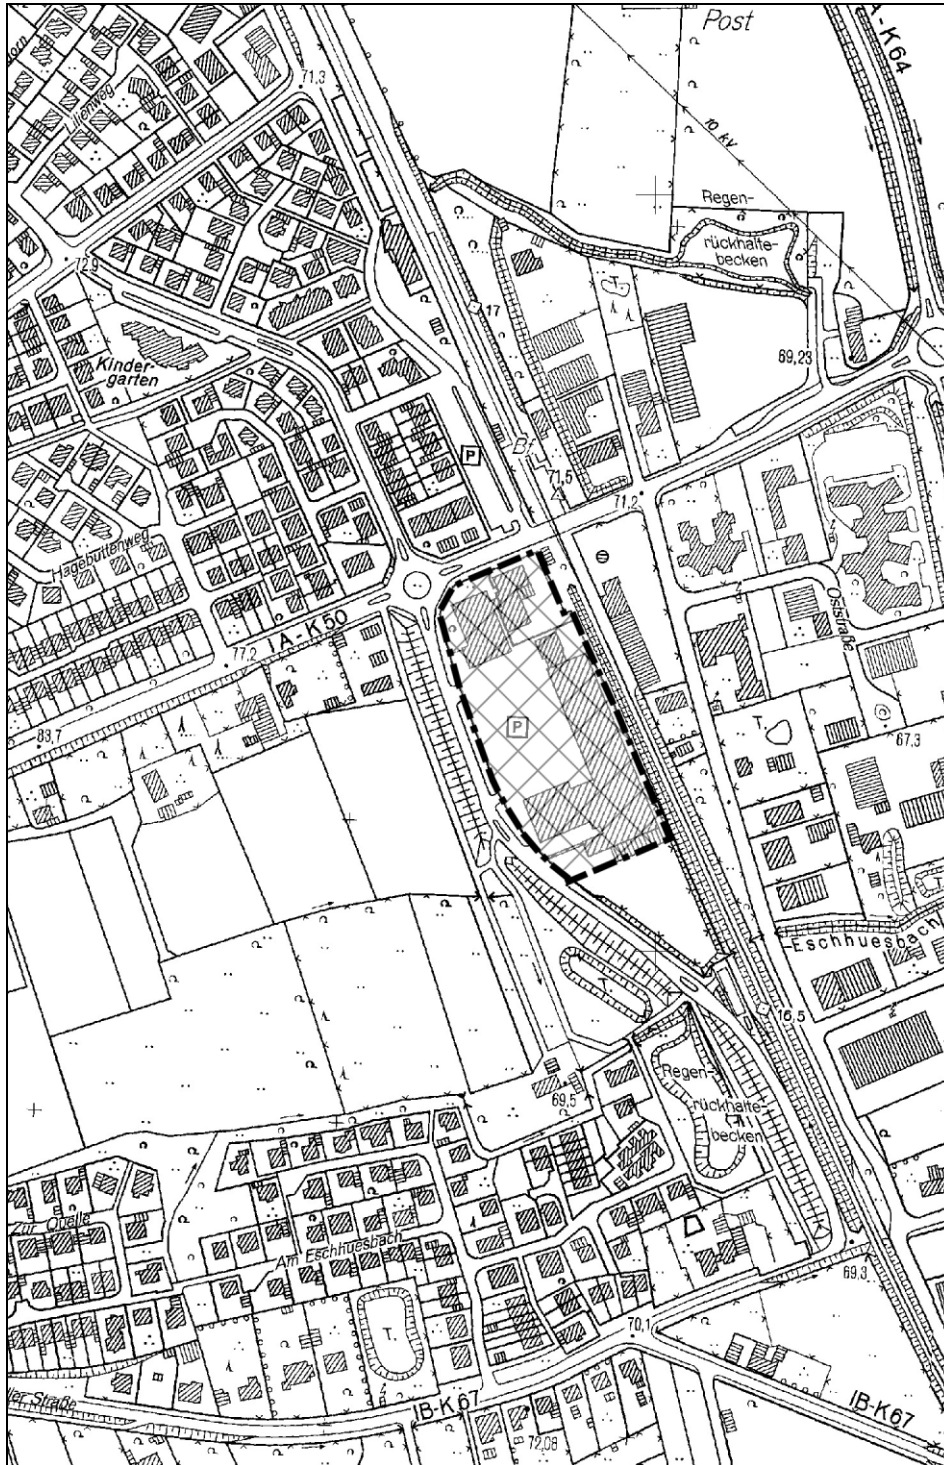 Post
A-K64
71,3
Ilienweg
10 kV
Regen-
rückhalte-
becken
72,9
17
Kinder-
garten
69,23
P
71,5
71,2
Hagebuttenweg
Oststraße
IA-K50
77,2
83,7
P
T.
67,3
T.
Eschhuesbach
T.
16,5
Regen-
rückhalte-
becken
69,5
Zur Quelle
Am Eschhuesbach
69,3
T.
70,1
IB-K67
IB-K67
72,08